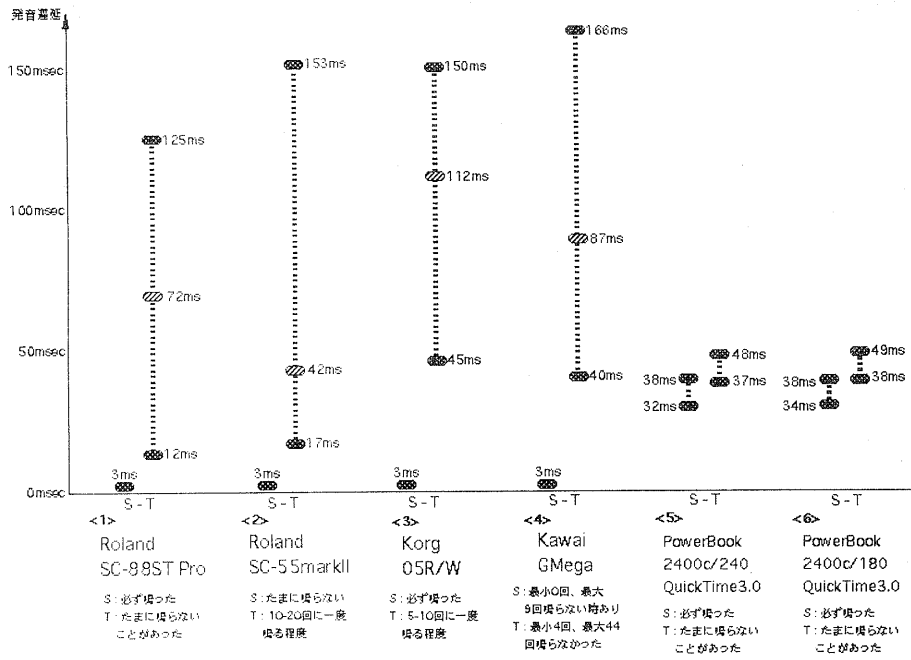 発音遅延
150msec
100msec
50msec
0msec
125ms
72ms
12ms
3ms
153ms
42ms
17ms
3ms
150ms
112ms
45ms
3ms
166ms
87ms
40ms
3ms
38ms
32ms
48ms
37ms
38ms
34ms
49ms
38ms
S - T
S - T
S - T
S - T
S - T
S - T
<1>
Roland
SC-88ST Pro
S:必ず鳴った
T:たまに鳴らない
ことがあった
<2>
Roland
SC-55markII
S:たまに鳴らない
T:10-20回に一度
鳴る程度
<3>
Korg
05R/W
S:必ず鳴った
T:5-10回に一度
鳴る程度
<4>
Kawai
GMega
S:最小0回、最大
9回鳴らない時あり
T:最小4回、最大44
回鳴らなかった
<5>
PowerBook
2400c/240
QuickTime3.0
S:必ず鳴った
T:たまに鳴らない
ことがあった
<6>
PowerBook
2400c/180
QuickTime3.0
S:必ず鳴った
T:たまに鳴らない
ことがあった